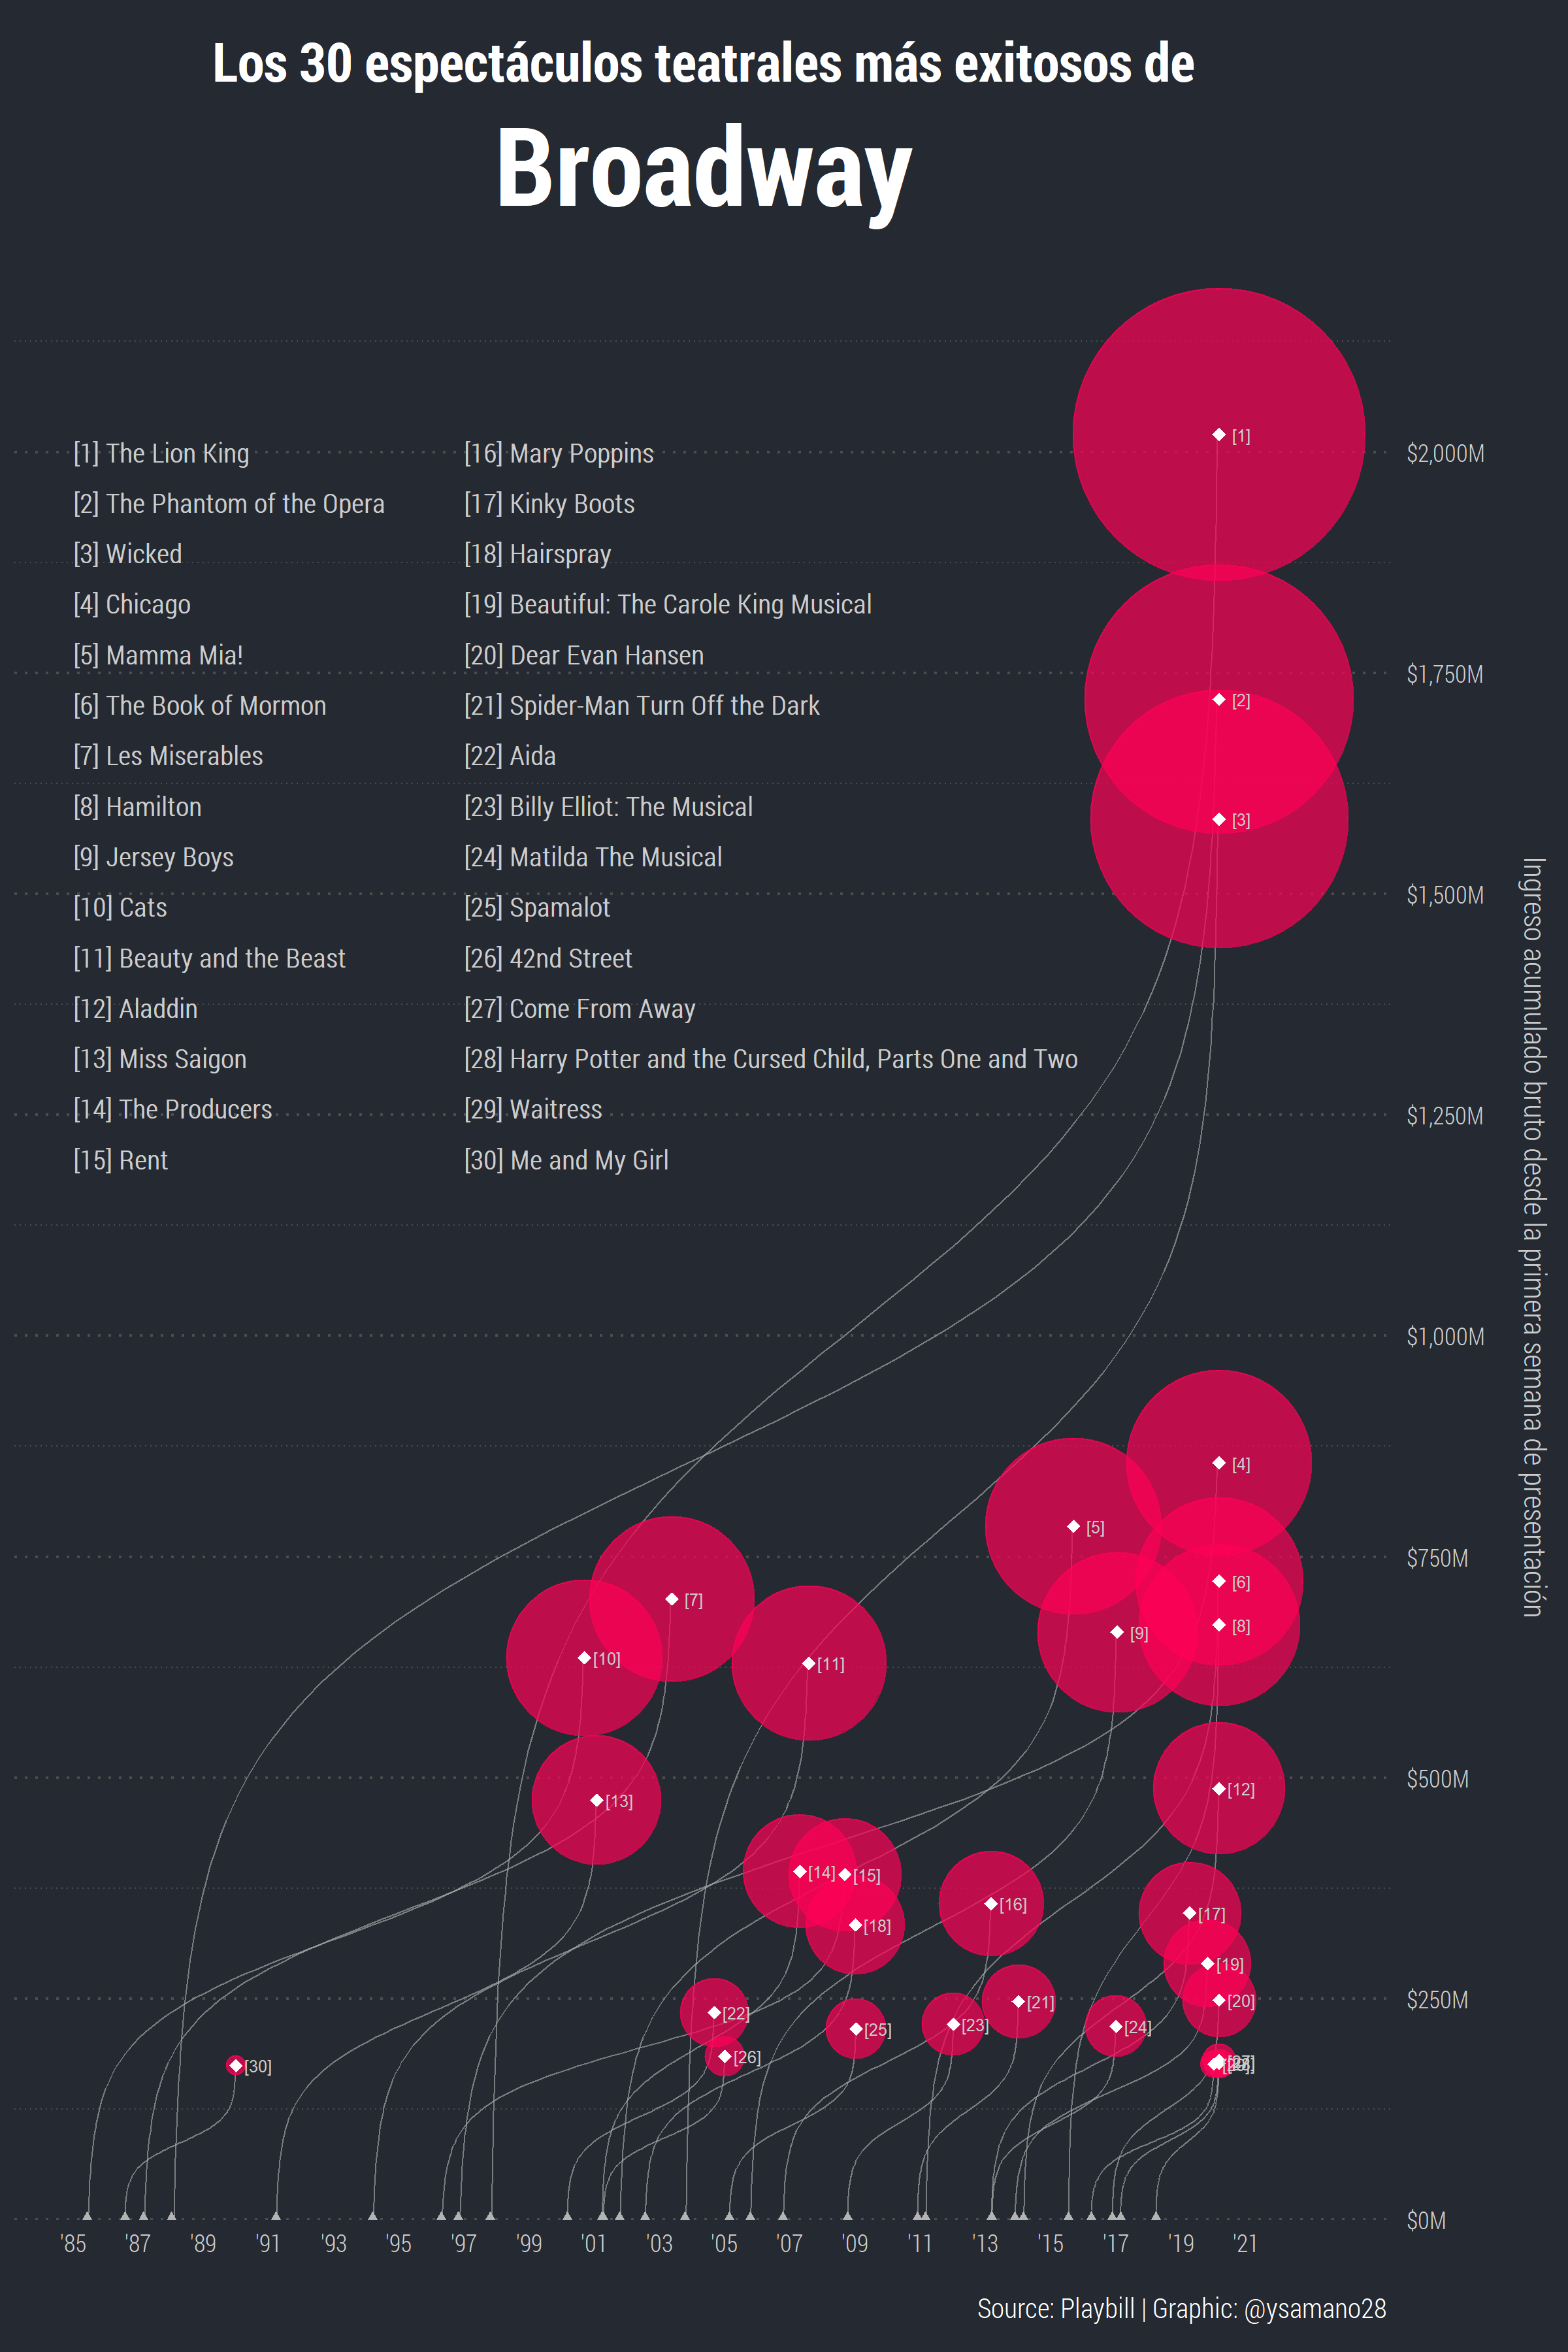 Los 30 espectáculos teatrales más exitosos de
Broadway
[1] The Lion King
[2] The Phantom of the Opera
[3] Wicked
[4] Chicago
[5] Mamma Mia!
[6] The Book of Mormon
[7] Les Miserables
[8] Hamilton
[9] Jersey Boys
[10] Cats
[11] Beauty and the Beast
[12] Aladdin
[13] Miss Saigon
[14] The Producers
[15] Rent
[16] Mary Poppins
[17] Kinky Boots
[18] Hairspray
[19] Beautiful: The Carole King Musical
[20] Dear Evan Hansen
[21] Spider-Man Turn Off the Dark
[22] Aida
[23] Billy Elliot: The Musical
[24] Matilda The Musical
[25] Spamalot
[26] 42nd Street
[27] Come From Away
[28] Harry Potter and the Cursed Child, Parts One and Two
[29] Waitress
[30] Me and My Girl
[1]
[2]
[3]
[4]
[5]
[6]
[7]
[8]
[9]
[10]
[11]
[12]
[13]
[14]
[15]
[16]
[17]
[18]
[19]
[20]
[21]
[22]
[23]
[24]
[25]
[26]
[30]
$2,000M
$1,750M
$1,500M
$1,250M
$1,000M
$750M
$500M
$250M
$0M
Ingreso acumulado bruto desde la primera semana de presentación
'85 '87 '89 '91 '93 '95 '97 '99 '01 '03 '05 '07 '09 '11 '13 '15 '17 '19 '21
Source: Playbill | Graphic: @ysamano28